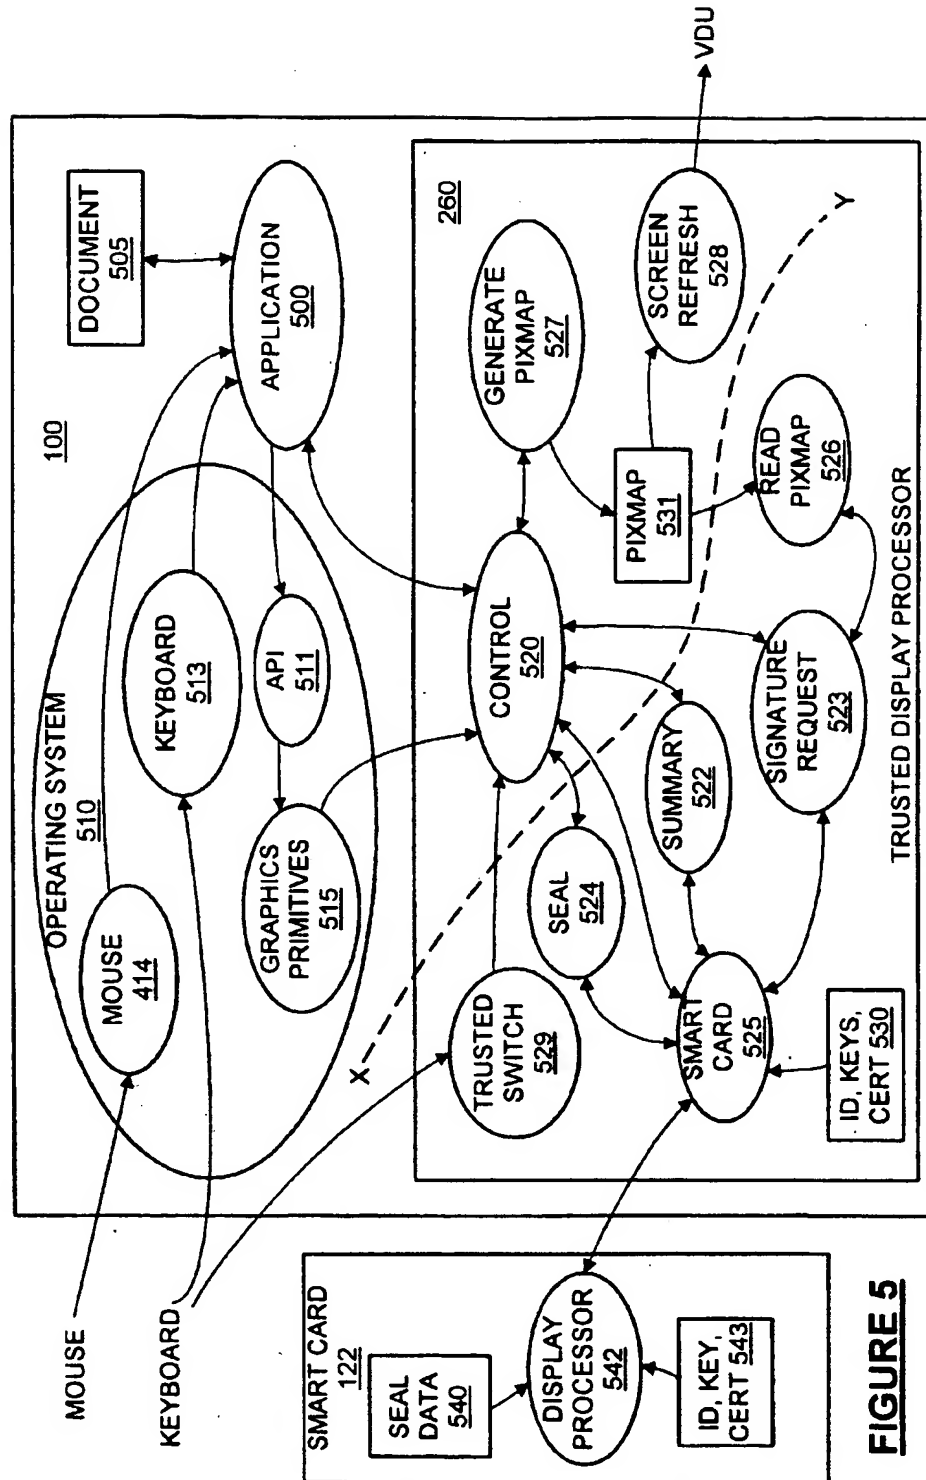 MOUSE
KEYBOARD
100
OPERATING SYSTEM
510
MOUSE
414
KEYBOARD
513
API
511
GRAPHICS
PRIMITIVES
515
DOCUMENT
505
APPLICATION
500
X
260
TRUSTED
SWITCH
529
CONTROL
520
GENERATE
PIXMAP
527
SEAL
524
PIXMAP
531
SCREEN
REFRESH
528
VDU
SUMMARY
522
SMART
CARD
525
SIGNATURE
REQUEST
523
READ
PIXMAP
526
Y
ID, KEYS,
CERT 530
TRUSTED DISPLAY PROCESSOR
SMART CARD
122
SEAL
DATA
540
DISPLAY
PROCESSOR
542
ID, KEY,
CERT 543
FIGURE 5